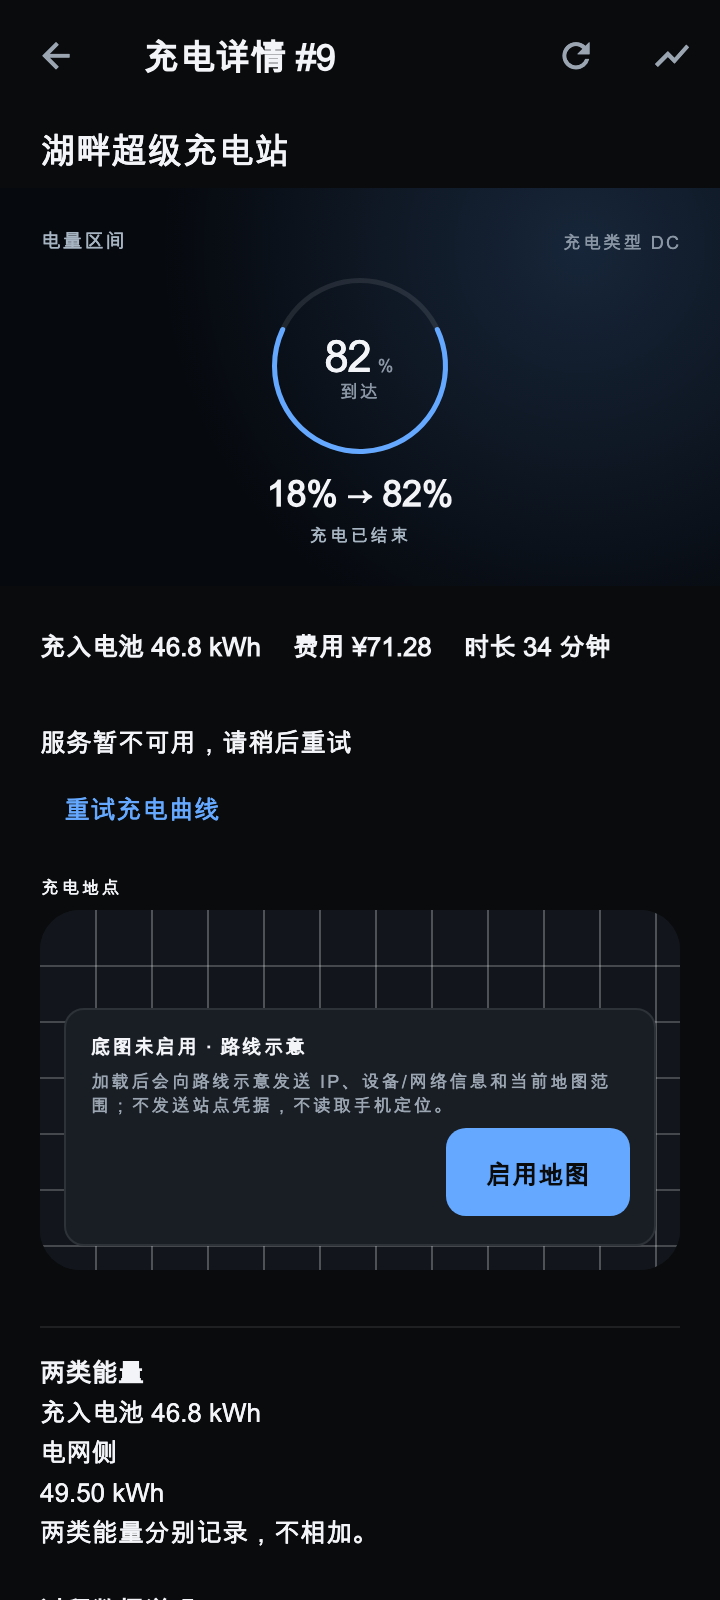 充电详情 #9
湖畔超级充电站
电量区间
充电类型 DC
82 %
到达
18% → 82%
充电已结束
充入电池 46.8 kWh 费用 ¥71.28 时长 34 分钟
服务暂不可用，请稍后重试
重试充电曲线
充电地点
底图未启用 · 路线示意
加载后会向路线示意发送 IP、设备/网络信息和当前地图范
围；不发送站点凭据，不读取手机定位。
启用地图
两类能量
充入电池 46.8 kWh
电网侧
49.50 kWh
两类能量分别记录，不相加。